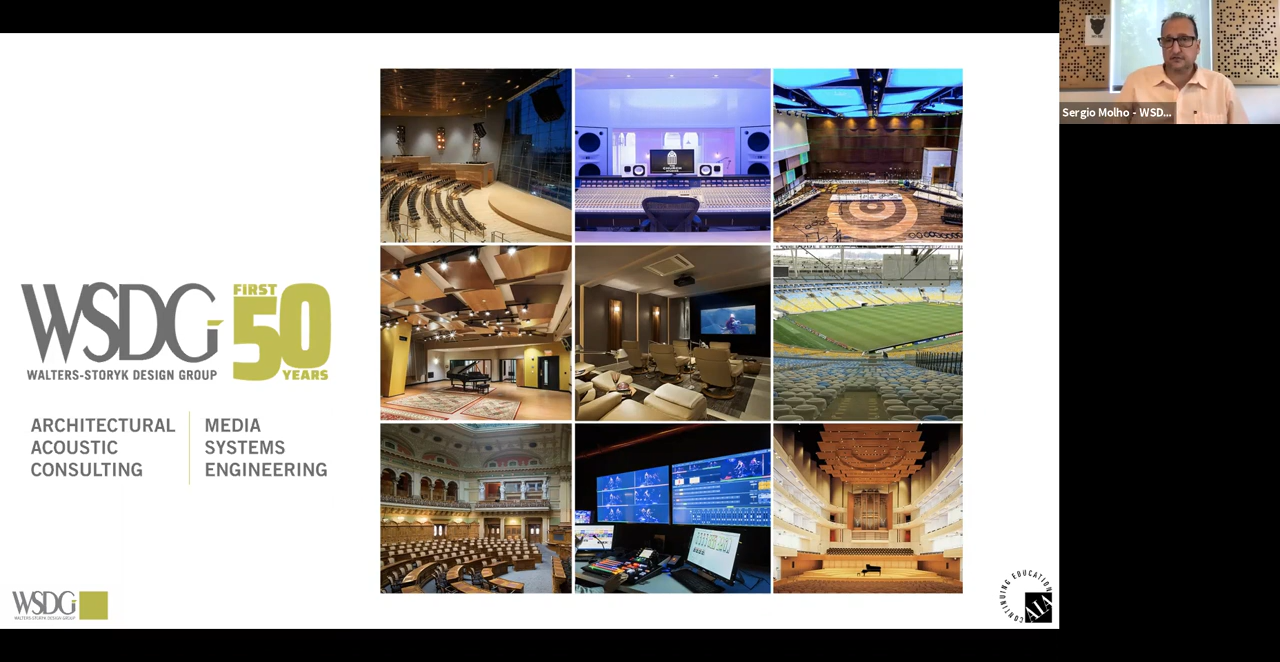 Sergio Molho - WSD...
WSDG
FIRST
50
YEARS
WALTERS-STORYK DESIGN GROUP
ARCHITECTURAL
ACOUSTIC
CONSULTING
MEDIA
SYSTEMS
ENGINEERING
WSDG
WALTERS-STORYK DESIGN GROUP
CONTINUING EDUCATION
AIA